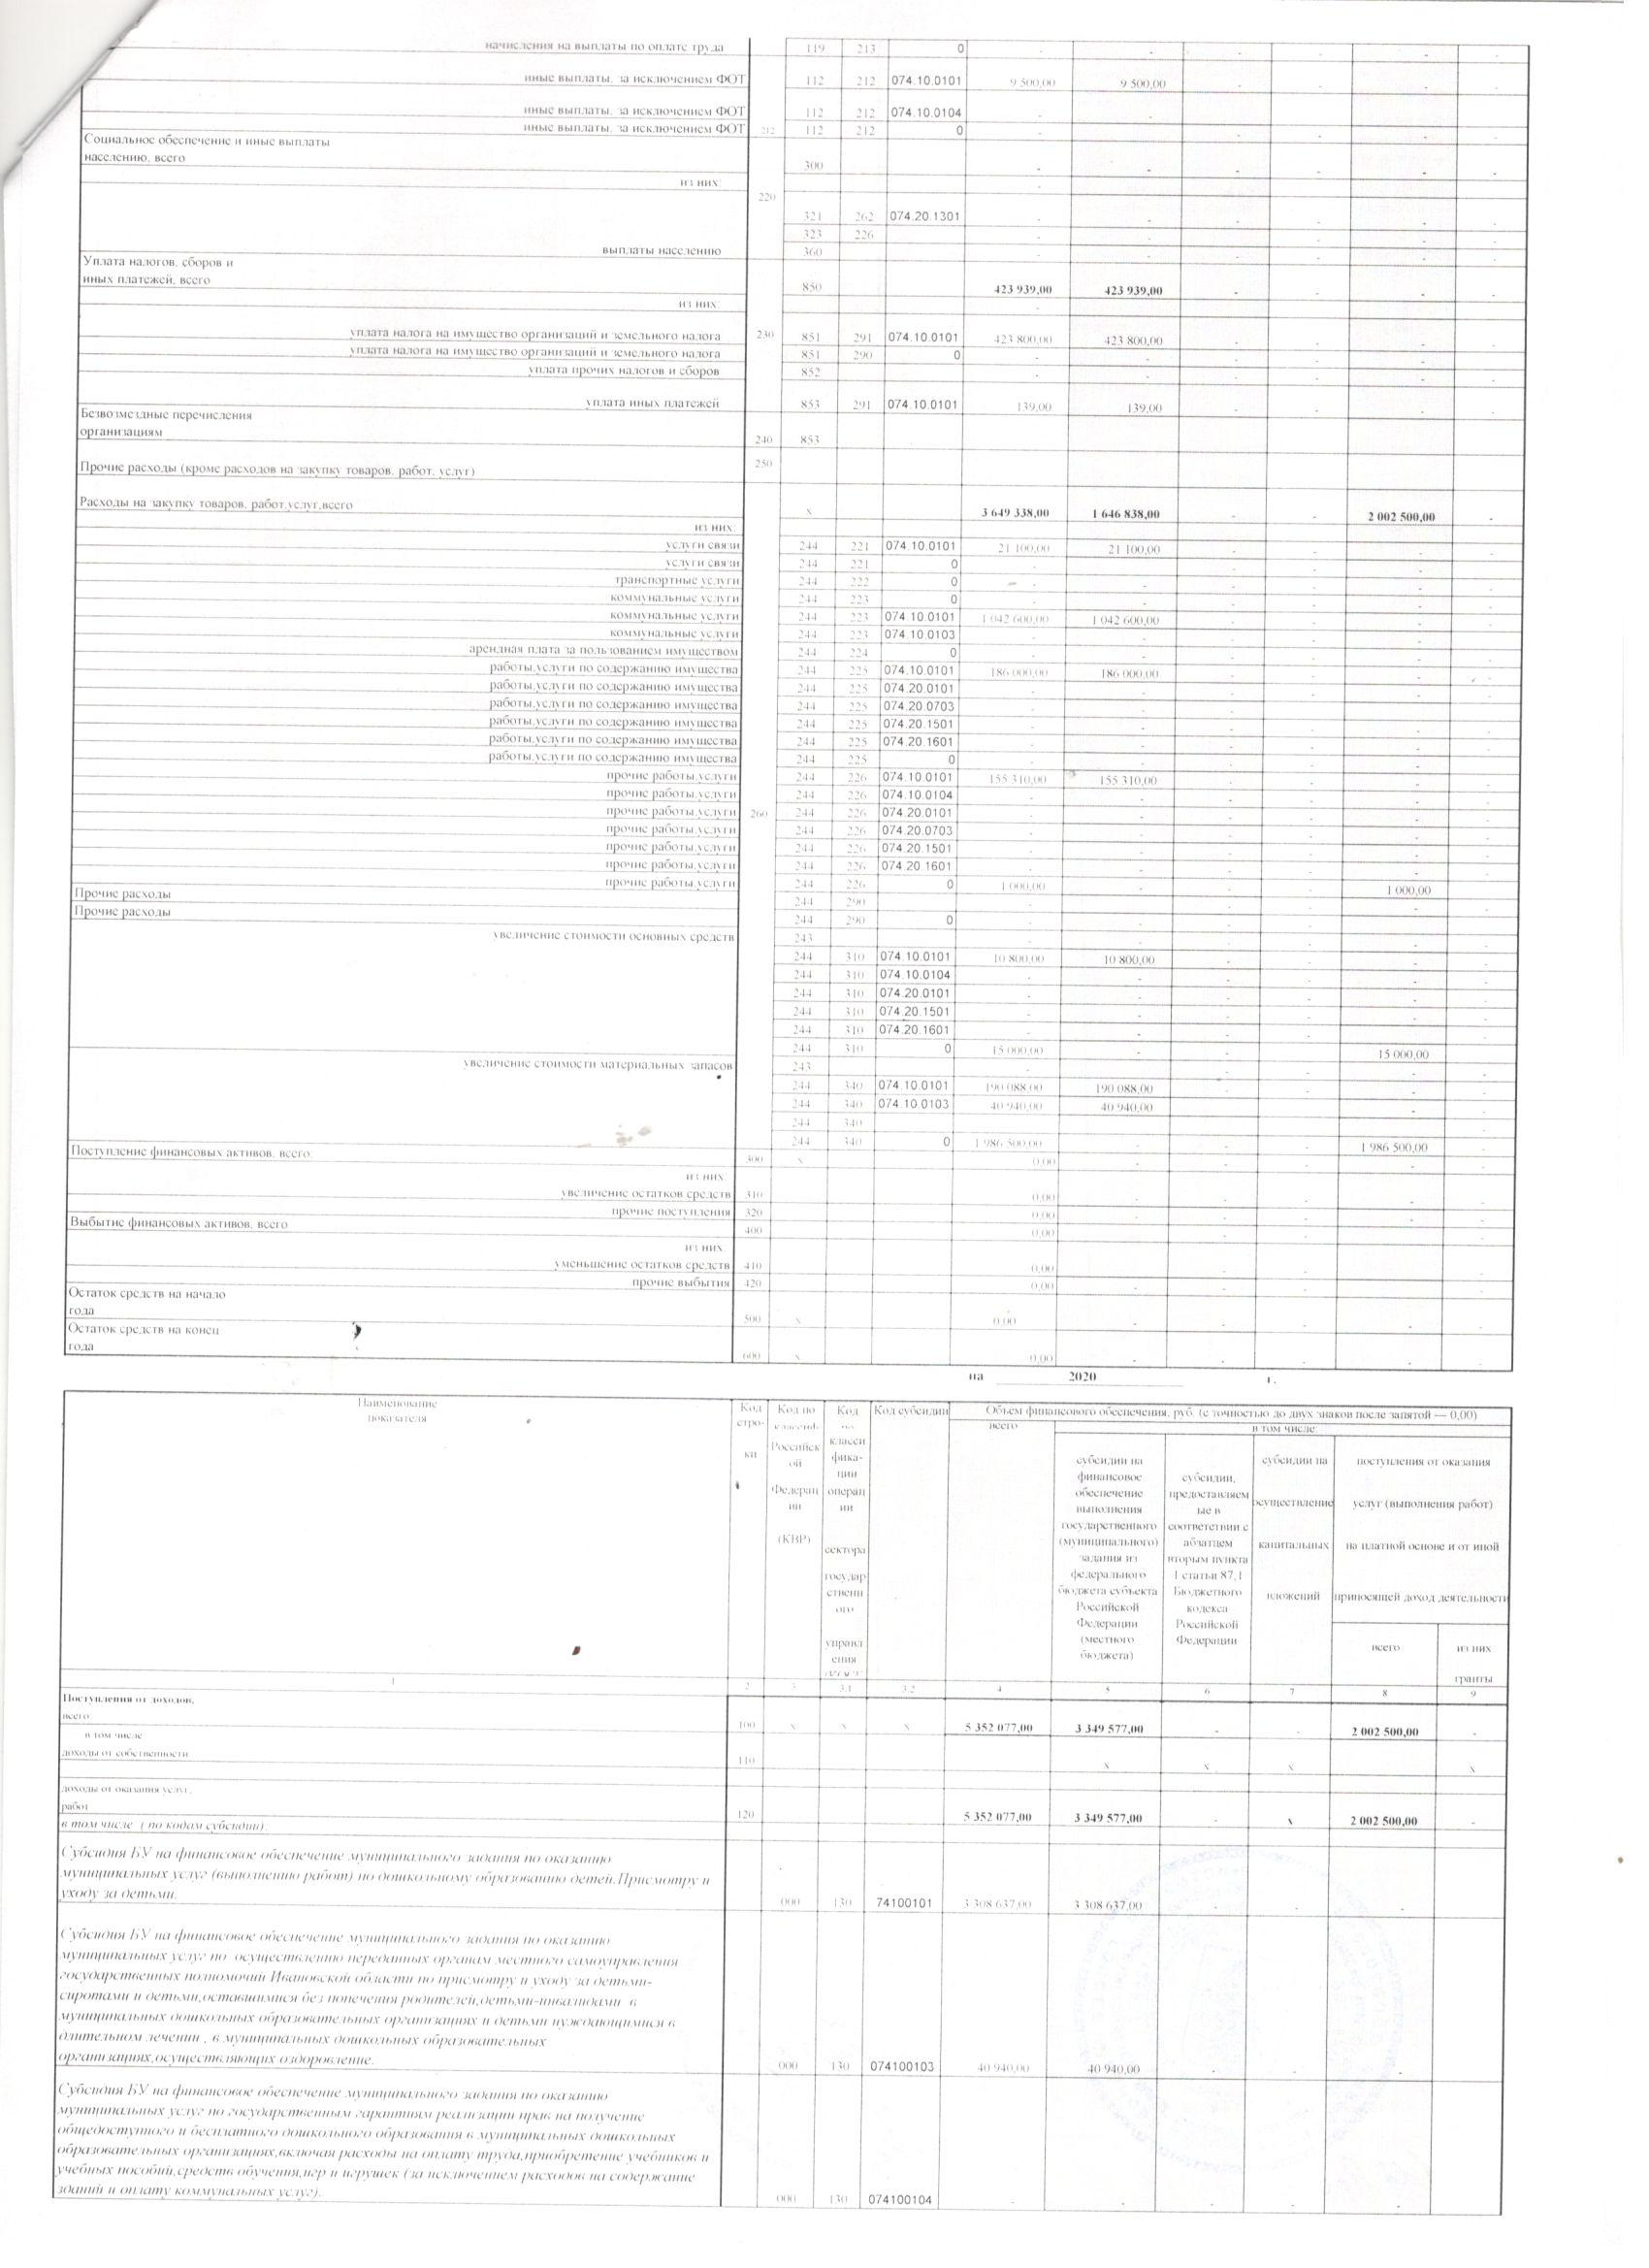 начисления на выплаты по оплате труда 119 213 0 - - - - - -
иные выплаты, за исключением ФОТ 112 212 074.10.0101 9 500,00 9 500,00 - - - -
иные выплаты, за исключением ФОТ 112 212 074.10.0104 - - - - - -
иные выплаты, за исключением ФОТ 212 112 212 0 - - - - - -
Социальное обеспечение и иные выплаты
населению, всего 300 - - - - - -
из них: - - - - - -
220
321 262 074.20.1301 - - - - - -
323 226 - - - - - -
выплаты населению 360 - - - - - -
Уплата налогов, сборов и
иных платежей, всего 850 423 939,00 423 939,00 - - - -
из них:
уплата налога на имущество организаций и земельного налога 230 851 291 074.10.0101 423 800,00 423 800,00 - - - -
уплата налога на имущество организаций и земельного налога 851 290 0 - - - - - -
уплата прочих налогов и сборов 852 - - - - - -
уплата иных платежей 853 291 074.10.0101 139,00 139,00 - - - -
Безвозмездные перечисления
организациям 240 853
Прочие расходы (кроме расходов на закупку товаров, работ, услуг) 250
Расходы на закупку товаров, работ,услуг,всего x 3 649 338,00 1 646 838,00 - - 2 002 500,00 -
из них:
услуги связи 244 221 074.10.0101 21 100,00 21 100,00 - - - -
услуги связи 244 221 0 - - - - - -
транспортные услуги 244 222 0 - - - - - -
коммунальные услуги 244 223 0 - - - - - -
коммунальные услуги 244 223 074.10.0101 1 042 600,00 1 042 600,00 - - - -
коммунальные услуги 244 223 074.10.0103 - - - - - -
арендная плата за пользованием имуществом 244 224 0 - - - - - -
работы,услуги по содержанию имущества 244 225 074.10.0101 186 000,00 186 000,00 - - - -
работы,услуги по содержанию имущества 244 225 074.20.0101 - - - - - -
работы,услуги по содержанию имущества 244 225 074.20.0703 - - - - - -
работы,услуги по содержанию имущества 244 225 074.20.1501 - - - - - -
работы,услуги по содержанию имущества 244 225 074.20.1601 - - - - - -
работы,услуги по содержанию имущества 244 225 0 - - - - - -
прочие работы,услуги 244 226 074.10.0101 155 310,00 155 310,00 - - - -
прочие работы,услуги 244 226 074.10.0104 - - - - - -
прочие работы,услуги 260 244 226 074.20.0101 - - - - - -
прочие работы,услуги 244 226 074.20.0703 - - - - - -
прочие работы,услуги 244 226 074.20.1501 - - - - - -
прочие работы,услуги 244 226 074.20.1601 - - - - - -
прочие работы,услуги 244 226 0 1 000,00 - - - 1 000,00 -
Прочие расходы 244 290 - - - - - -
Прочие расходы 244 290 0 - - - - - -
увеличение стоимости основных средств 243 - - - - - -
244 310 074.10.0101 10 800,00 10 800,00 - - - -
244 310 074.10.0104 - - - - - -
244 310 074.20.0101 - - - - - -
244 310 074.20.1501 - - - - - -
244 310 074.20.1601 - - - - - -
244 310 0 15 000,00 - - - 15 000,00 -
увеличение стоимости материальных запасов 243 - - - - - -
244 340 074.10.0101 190 088,00 190 088,00 - - - -
244 340 074.10.0103 40 940,00 40 940,00 - - - -
244 340 - - - - - -
244 340 0 1 986 500,00 - - - 1 986 500,00 -
Поступление финансовых активов, всего: 300 x 0,00 - - - - -
из них:
увеличение остатков средств 310 0,00 - - - - -
прочие поступления 320 0,00 - - - - -
Выбытие финансовых активов, всего 400 0,00 - - - - -
из них:
уменьшение остатков средств 410 0,00 - - - - -
прочие выбытия 420 0,00 - - - - -
Остаток средств на начало
года 500 x 0,00 - - - - -
Остаток средств на конец
года 600 x 0,00 - - - - -
на 2020 г.
Наименование
показателя
Код
стро-
ки
Код по
Российск
ой
Федерац
ии
(КВР)
Код
по
класси
фика-
ции
операц
ии
сектора
государ
ственн
ого
управл
ения
Код субсидии
Объем финансового обеспечения, руб. (с точностью до двух знаков после запятой — 0,00)
всего
в том числе:
субсидии на
финансовое
обеспечение
выполнения
государственного
(муниципального)
задания из
федерального
бюджета субъекта
Российской
Федерации
(местного
бюджета)
субсидии,
предоставляем
ые в
соответствии с
абзацем
вторым пункта
1 статьи 87,1
Бюджетного
кодекса
Российской
Федерации
субсидии на
осуществление
капитальных
вложений
поступления от оказания
услуг (выполнения работ)
на платной основе и от иной
приносящей доход деятельности
всего
из них
гранты
1 2 3 3.1 3.2 4 5 6 7 8 9
Поступления от доходов,
всего: 100 x x x 5 352 077,00 3 349 577,00 - - 2 002 500,00 -
в том числе
доходы от собственности 110 x x x x
доходы от оказания услуг,
работ 120 5 352 077,00 3 349 577,00 - x 2 002 500,00 -
в том числе ( по кодам субсидии):
Субсидия БУ на финансовое обеспечение муниципального задания по оказанию
муниципальных услуг (выполнению работ) по дошкольному образованию детей.Присмотру и
уходу за детьми. 000 130 74100101 3 308 637,00 3 308 637,00
Субсидия БУ на финансовое обеспечение муниципального задания по оказанию
муниципальных услуг по осуществлению переданных органам местного самоуправления
государственных полномочий Ивановской области по присмотру и уходу за детьми-
сиротами и детьми,оставшимися без попечения родителей,детьми-инвалидами в
муниципальных дошкольных образовательных организациях и детьми нуждающимися в
длительном лечении , в муниципальных дошкольных образовательных
организациях,осуществляющих оздоровление. 000 130 074100103 40 940,00 40 940,00 - - - -
Субсидия БУ на финансовое обеспечение муниципального задания по оказанию
муниципальных услуг по государственным гарантиям реализации прав на получение
общедоступного и бесплатного дошкольного образования в муниципальных дошкольных
образовательных организациях,включая расходы на оплату труда,приобретение учебников и
учебных пособий,средств обучения,игр и игрушек (за исключением расходов на содержание
зданий и оплату коммунальных услуг). 000 130 074100104 - - - - - -